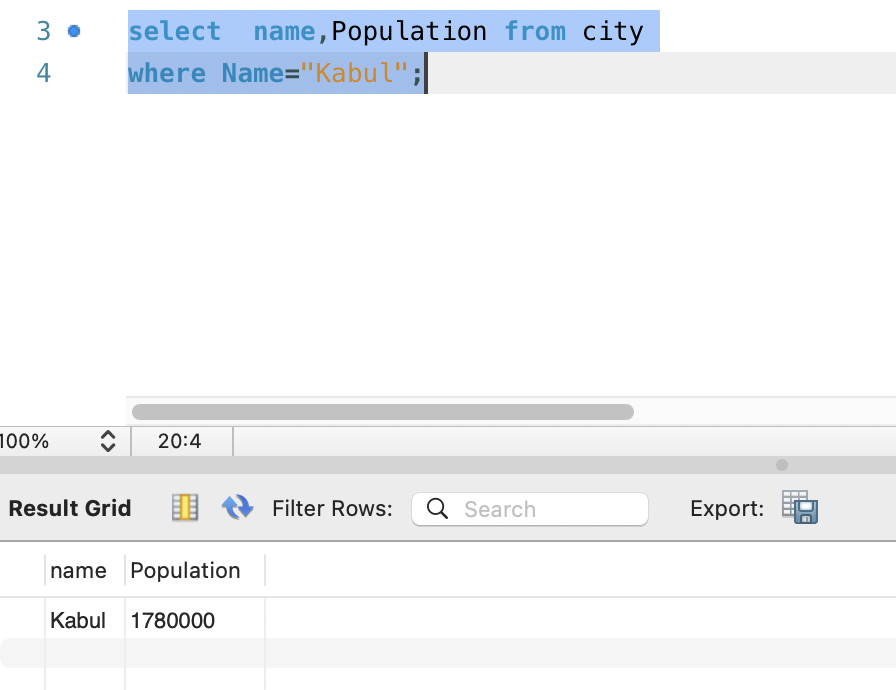 3 select  name,Population from city
4 where Name="Kabul";
100% 20:4
Result Grid Filter Rows: Search Export:
name Population
Kabul 1780000